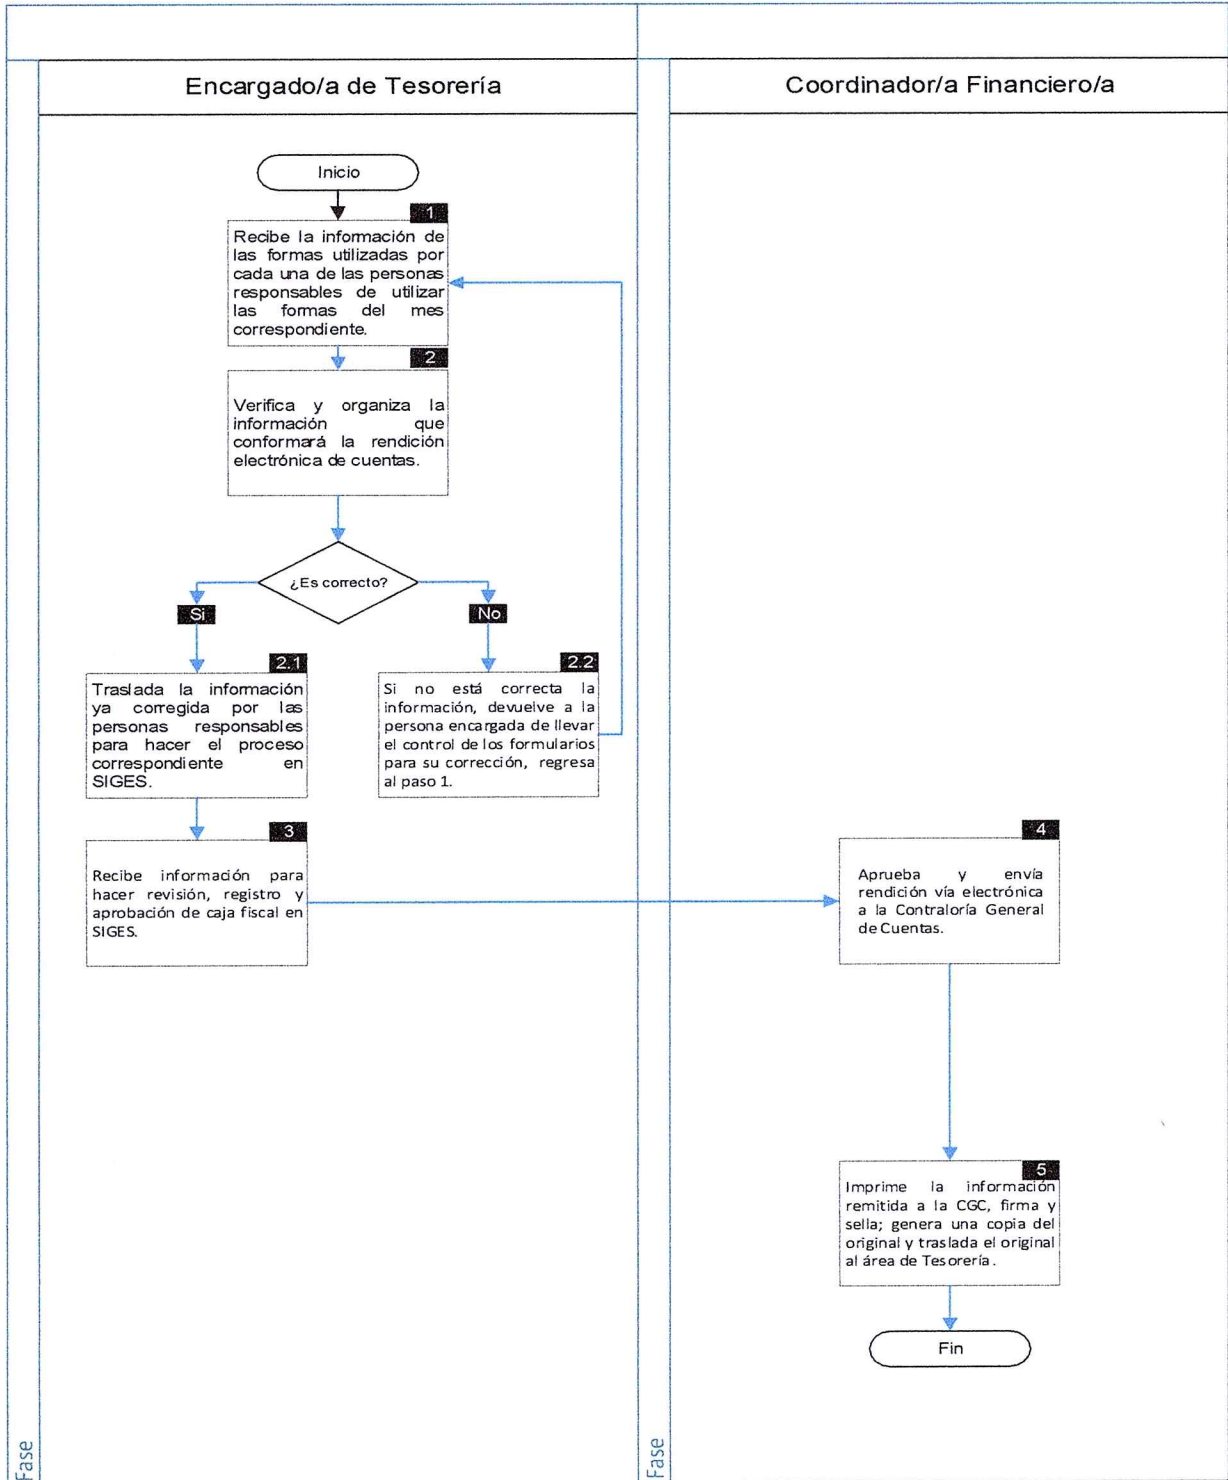 Encargado/a de Tesorería
Coordinador/a Financiero/a
Inicio
1
Recibe la información de
las formas utilizadas por
cada una de las personas
responsables de utilizar
las formas del mes
correspondiente.
2
Verifica y organiza la
información que
conformará la rendición
electrónica de cuentas.
¿Es correcto?
Si
No
2.1
Traslada la información
ya corregida por las
personas responsables
para hacer el proceso
correspondiente en
SIGES.
2.2
Si no está correcta la
información, devuelve a la
persona encargada de llevar
el control de los formularios
para su corrección, regresa
al paso 1.
3
Recibe información para
hacer revisión, registro y
aprobación de caja fiscal en
SIGES.
4
Aprueba y envía
rendición vía electrónica
a la Contraloría General
de Cuentas.
5
Imprime la información
remitida a la CGC, firma y
sella; genera una copia del
original y traslada el original
al área de Tesorería.
Fin
Fase
Fase